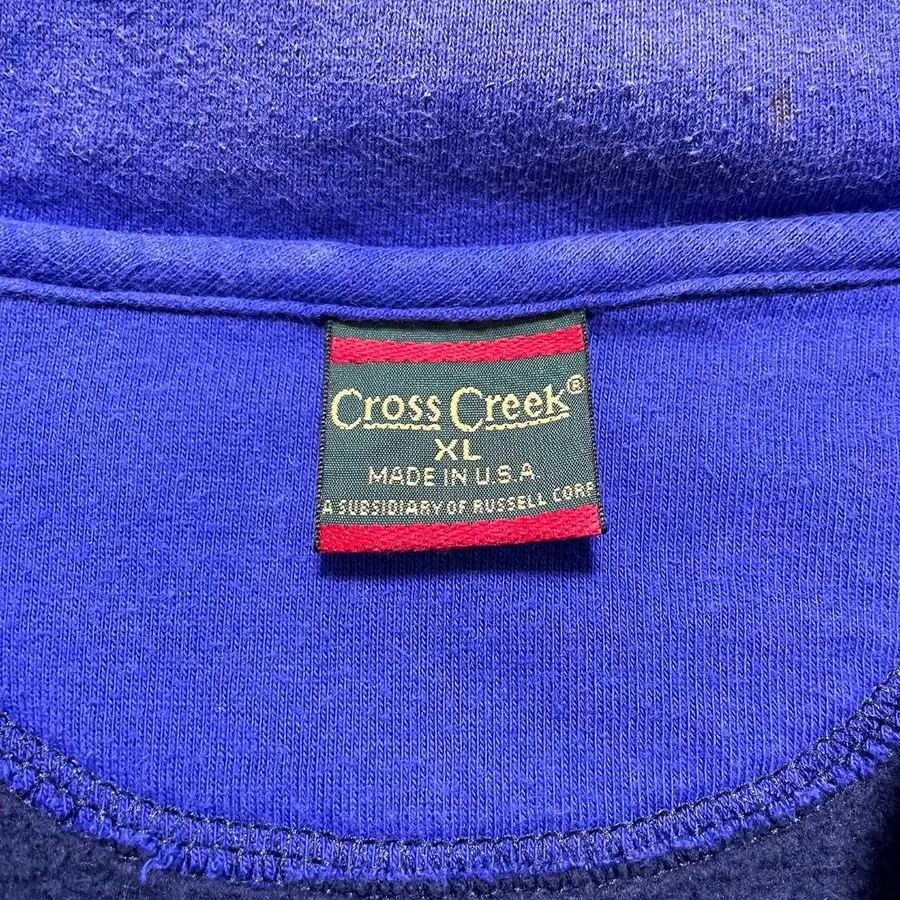 Cross Creek®
XL
MADE IN U.S.A.
A SUBSIDIARY OF RUSSELL CORP